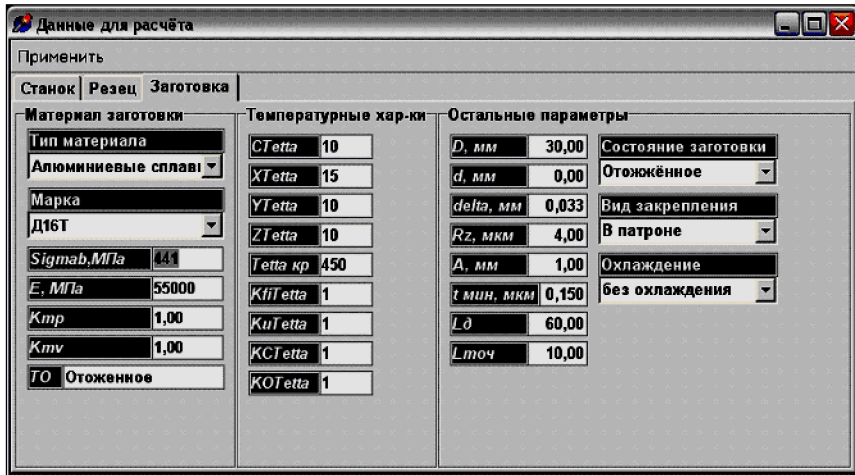 Данные для расчёта
Применить
Станок Резец Заготовка
Материал заготовки
Тип материала
Алюминиевые сплавы
Марка
Д16Т
Sigmab,МПа 441
E, МПа 55000
Kmp 1,00
Kmv 1,00
ТО Отоженное
Температурные хар-ки
CTetta 10
XTetta 15
YTetta 10
ZTetta 10
Tetta кр 450
KfiTetta 1
KuTetta 1
KCTetta 1
KOTetta 1
Остальные параметры
D, мм 30,00
d, мм 0,00
delta, мм 0,033
Rz, мкм 4,00
A, мм 1,00
t мин, мкм 0,150
Lд 60,00
Lточ 10,00
Состояние заготовки
Отожжённое
Вид закрепления
В патроне
Охлаждение
без охлаждения